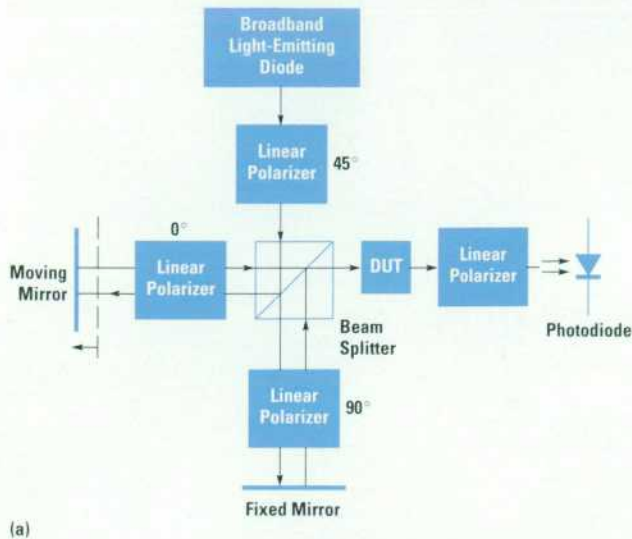 Broadband
Light-Emitting
Diode
Linear
Polarizer
45°
0°
Moving
Mirror
Linear
Polarizer
DUT
Linear
Polarizer
Beam
Splitter
Photodiode
Linear
Polarizer
90°
Fixed Mirror
(a)